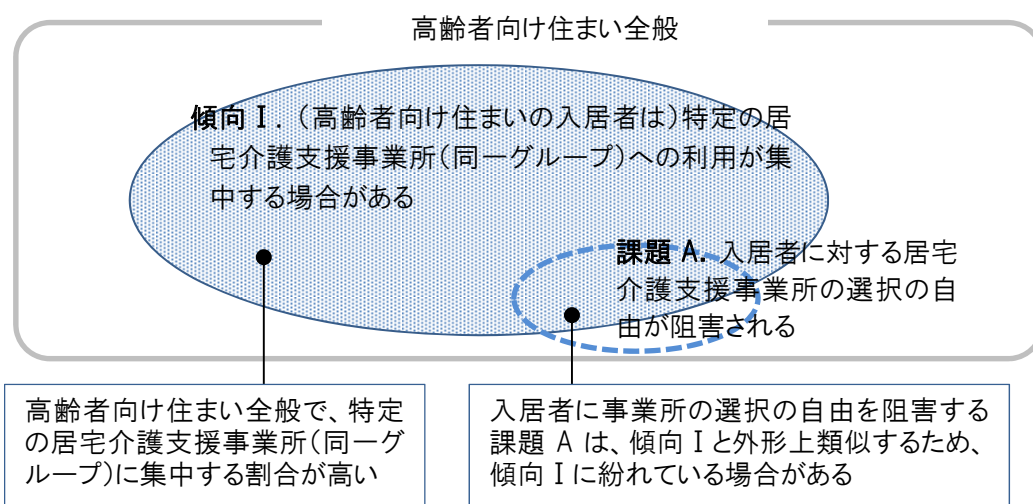 高齢者向け住まい全般
傾向Ⅰ.（高齢者向け住まいの入居者は）特定の居
宅介護支援事業所（同一グループ）への利用が集
中する場合がある
課題 A. 入居者に対する居宅
介護支援事業所の選択の自
由が阻害される
高齢者向け住まい全般で、特定
の居宅介護支援事業所（同一グ
ループ）に集中する割合が高い
入居者に事業所の選択の自由を阻害する
課題 A は、傾向Ⅰと外形上類似するため、
傾向Ⅰに紛れている場合がある